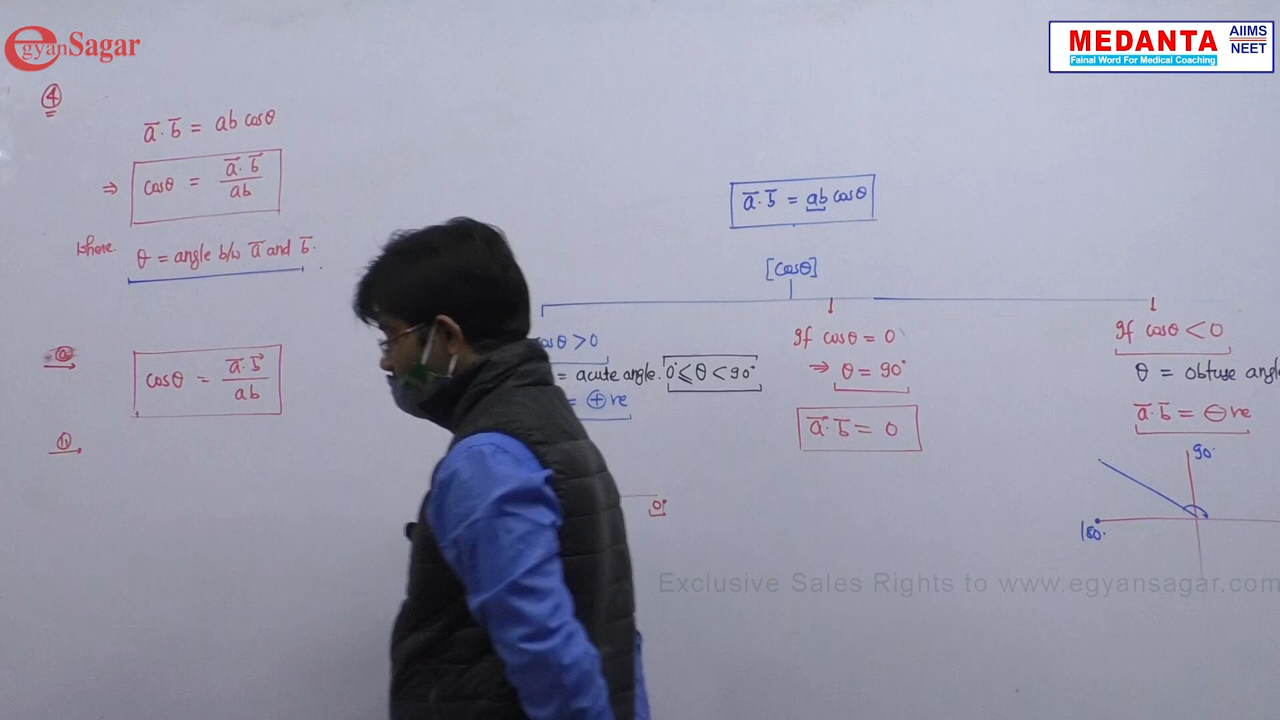 egyanSagar
MEDANTA
AIIMS
NEET
Fainal Word For Medical Coaching
④
a̅·b̅ = ab cosθ
⇒ cosθ = a̅·b̅ / ab
Where
θ = angle b/w a̅ and b̅.
ⓐ cosθ = a̅·b̅ / ab
ⓑ
a̅·b̅ = ab cosθ
[cosθ]
cosθ > 0
= acute angle. 0° ⩽ θ < 90°
= ⊕ve
0°
If cosθ = 0
⇒ θ = 90°
a̅·b̅ = 0
If cosθ < 0
θ = obtuse angle
a̅·b̅ = ⊖ve
90°
180°
Exclusive Sales Rights to www.egyansagar.com